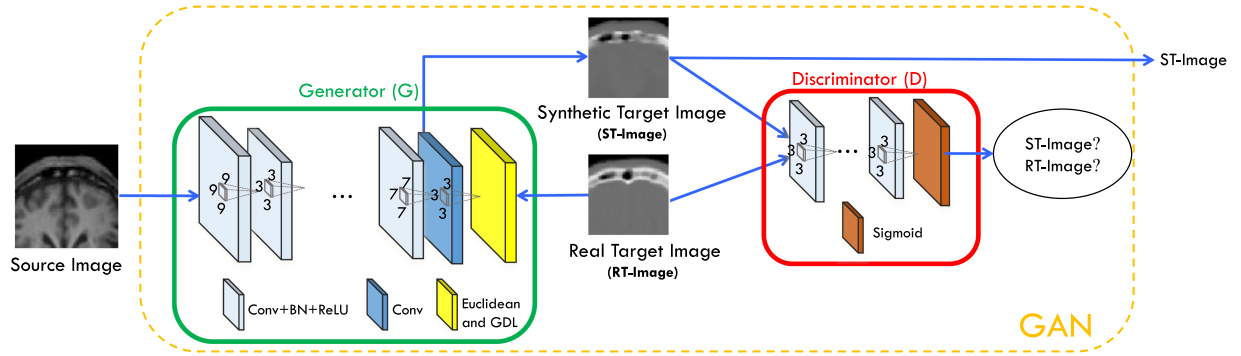 Source Image
Generator (G)
9
9
9
3
3
3
...
7
7
7
3
3
3
Conv+BN+ReLU
Conv
Euclidean
and GDL
Synthetic Target Image
(ST-Image)
Real Target Image
(RT-Image)
Discriminator (D)
3
3
3
...
3
3
3
Sigmoid
ST-Image
ST-Image?
RT-Image?
GAN